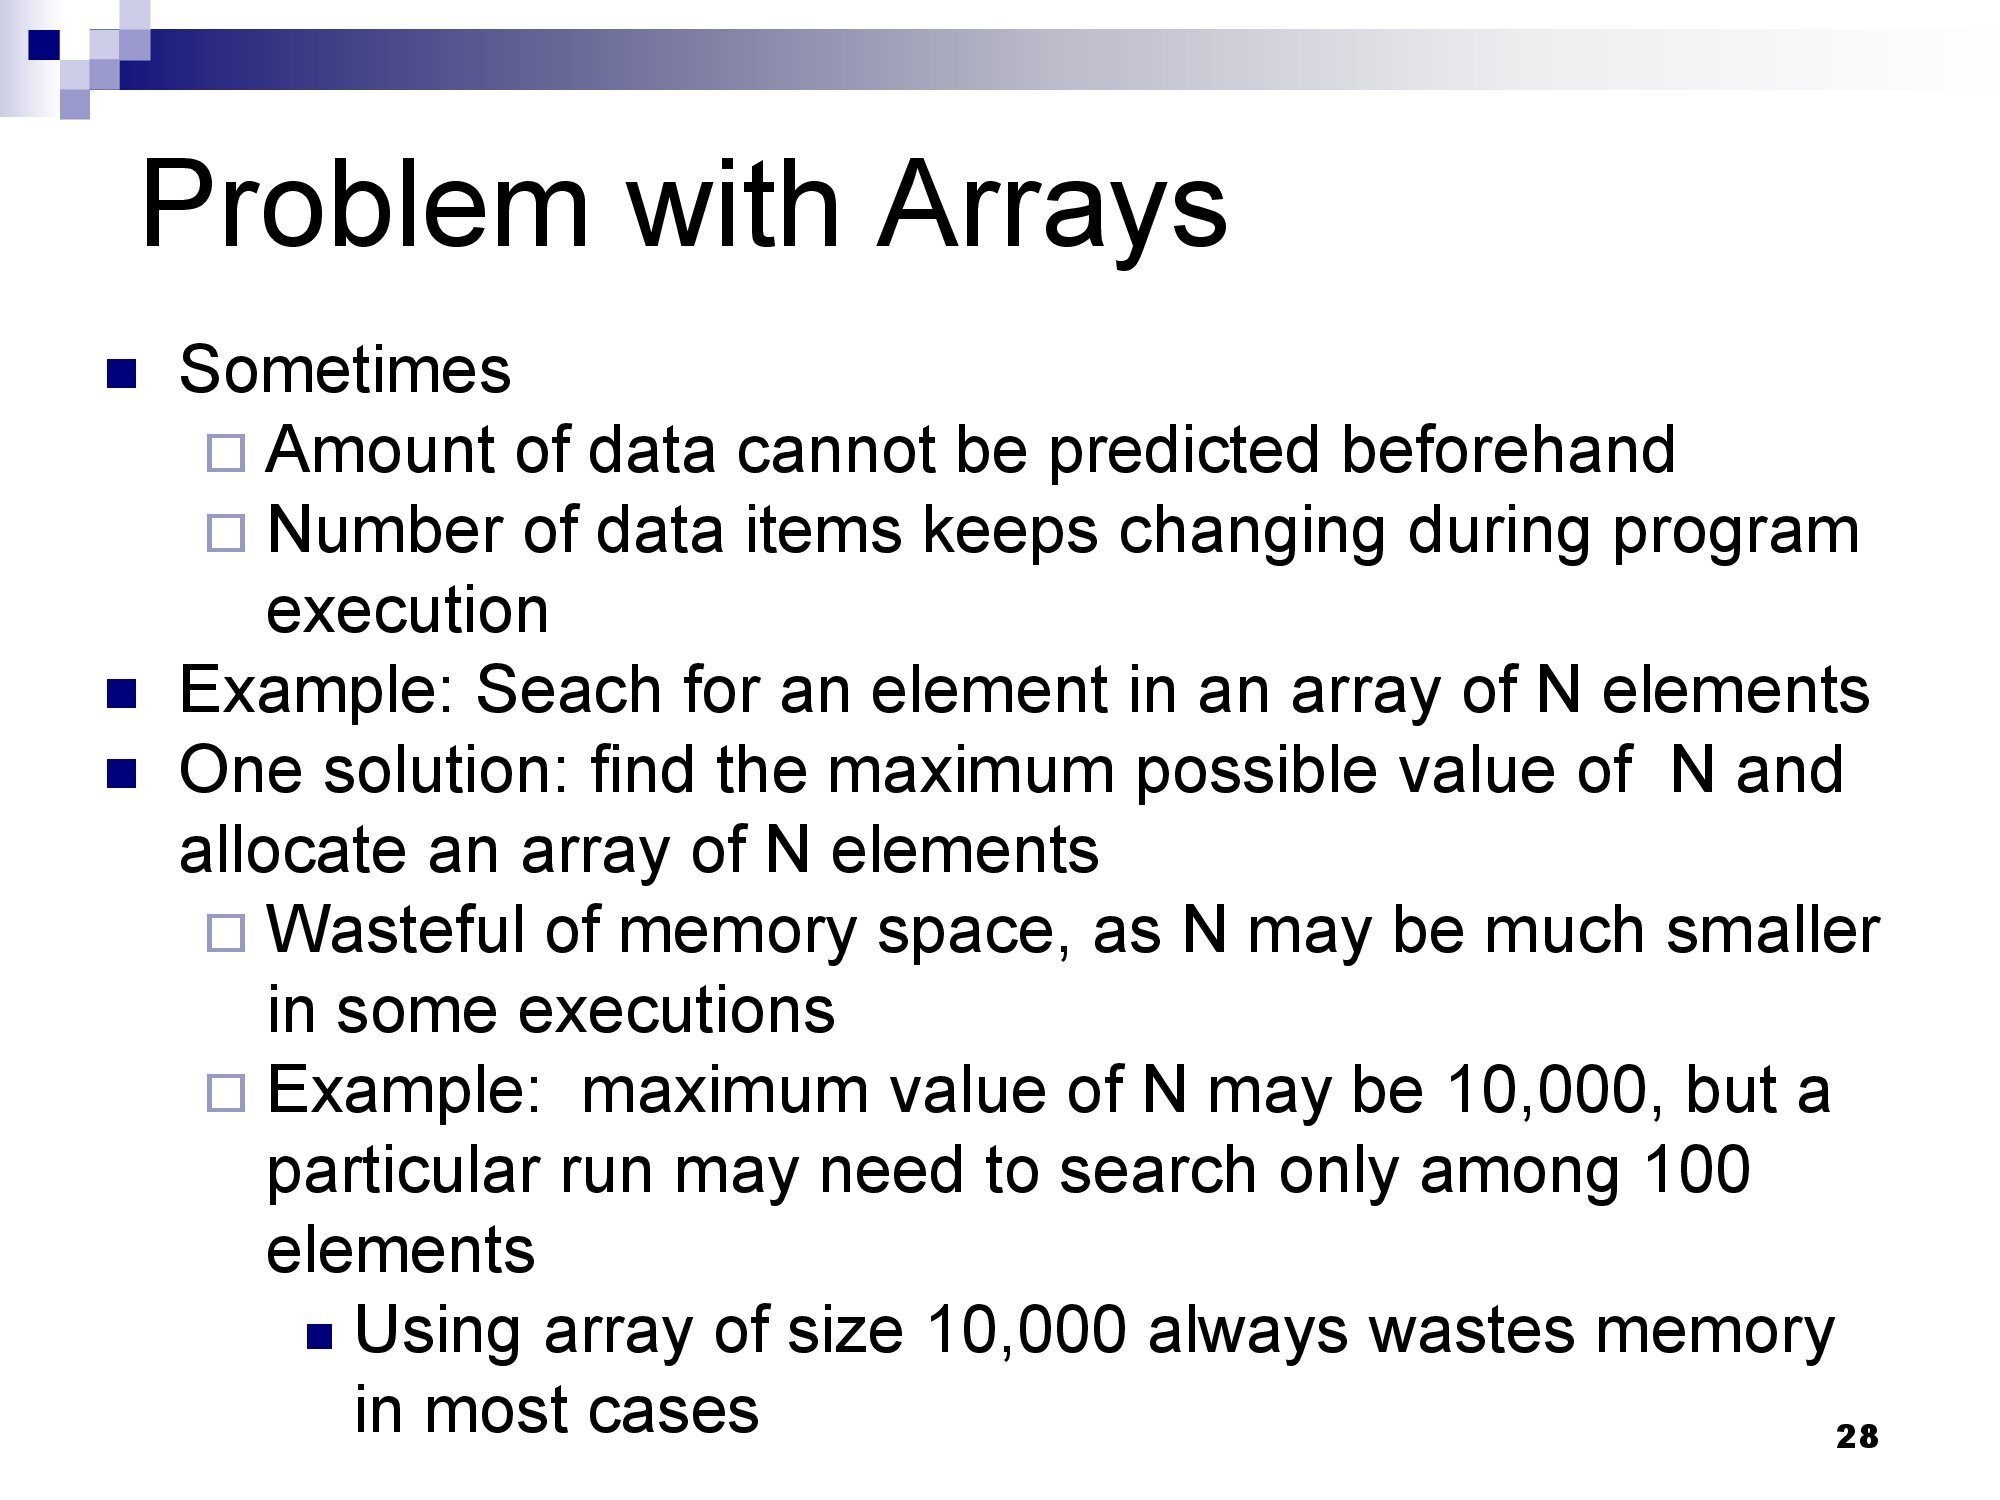 Problem with Arrays
Sometimes
Amount of data cannot be predicted beforehand
Number of data items keeps changing during program
execution
Example: Seach for an element in an array of N elements
One solution: find the maximum possible value of  N and
allocate an array of N elements
Wasteful of memory space, as N may be much smaller
in some executions
Example:  maximum value of N may be 10,000, but a
particular run may need to search only among 100
elements
Using array of size 10,000 always wastes memory
in most cases
28